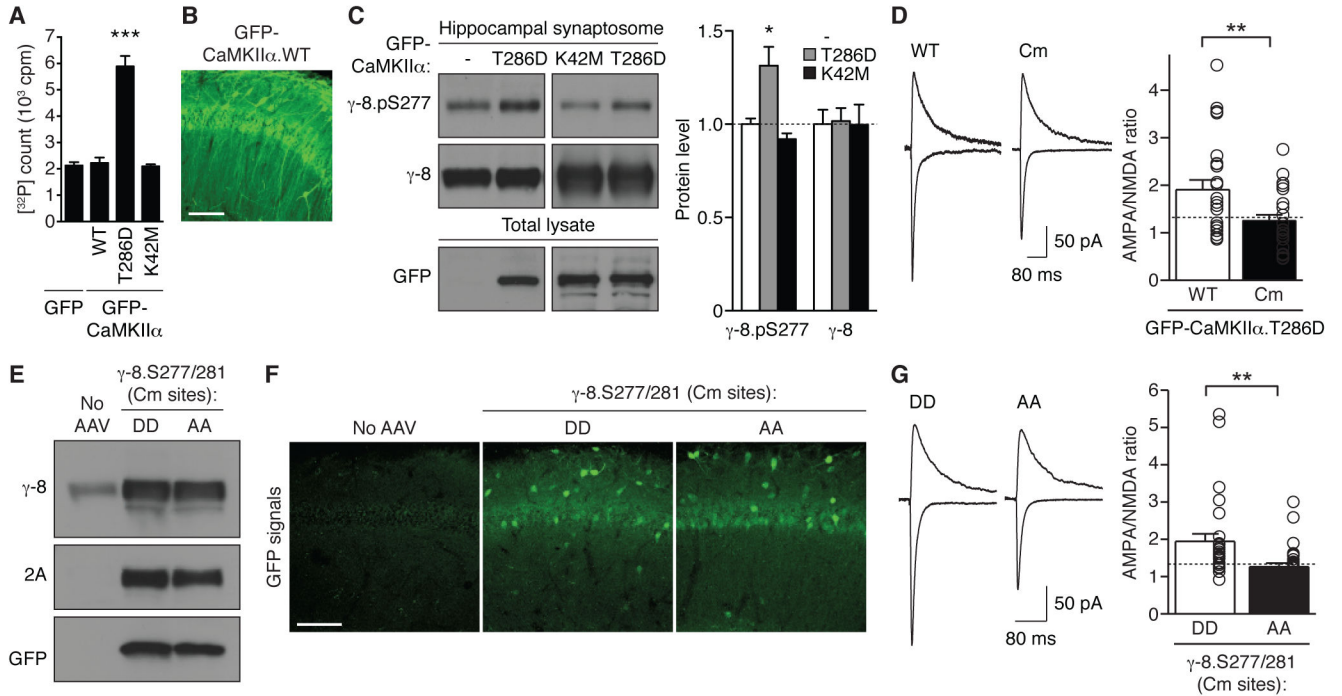 A
[³²P] count (10³ cpm)
7
6
5
4
3
2
1
0
***
WT
T286D
K42M
GFP
GFP-
CaMKIIα
B
GFP-
CaMKIIα.WT
C
Hippocampal synaptosome
GFP-
CaMKIIα:
-
T286D
K42M
T286D
γ-8.pS277
γ-8
Total lysate
GFP
Protein level
1.5
1.0
0.5
0
*
-
T286D
K42M
γ-8.pS277
γ-8
D
WT
Cm
50 pA
80 ms
AMPA/NMDA ratio
4
3
2
1
0
**
WT
Cm
GFP-CaMKIIα.T286D
E
γ-8.S277/281
(Cm sites):
No
AAV
DD
AA
γ-8
2A
GFP
F
γ-8.S277/281 (Cm sites):
No AAV
DD
AA
GFP signals
G
DD
AA
50 pA
80 ms
AMPA/NMDA ratio
6
5
4
3
2
1
0
**
DD
AA
γ-8.S277/281
(Cm sites):